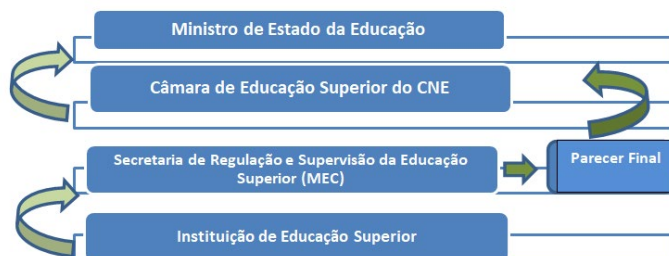 Ministro de Estado da Educação
Câmara de Educação Superior do CNE
Secretaria de Regulação e Supervisão da Educação
Superior (MEC)
Parecer Final
Instituição de Educação Superior